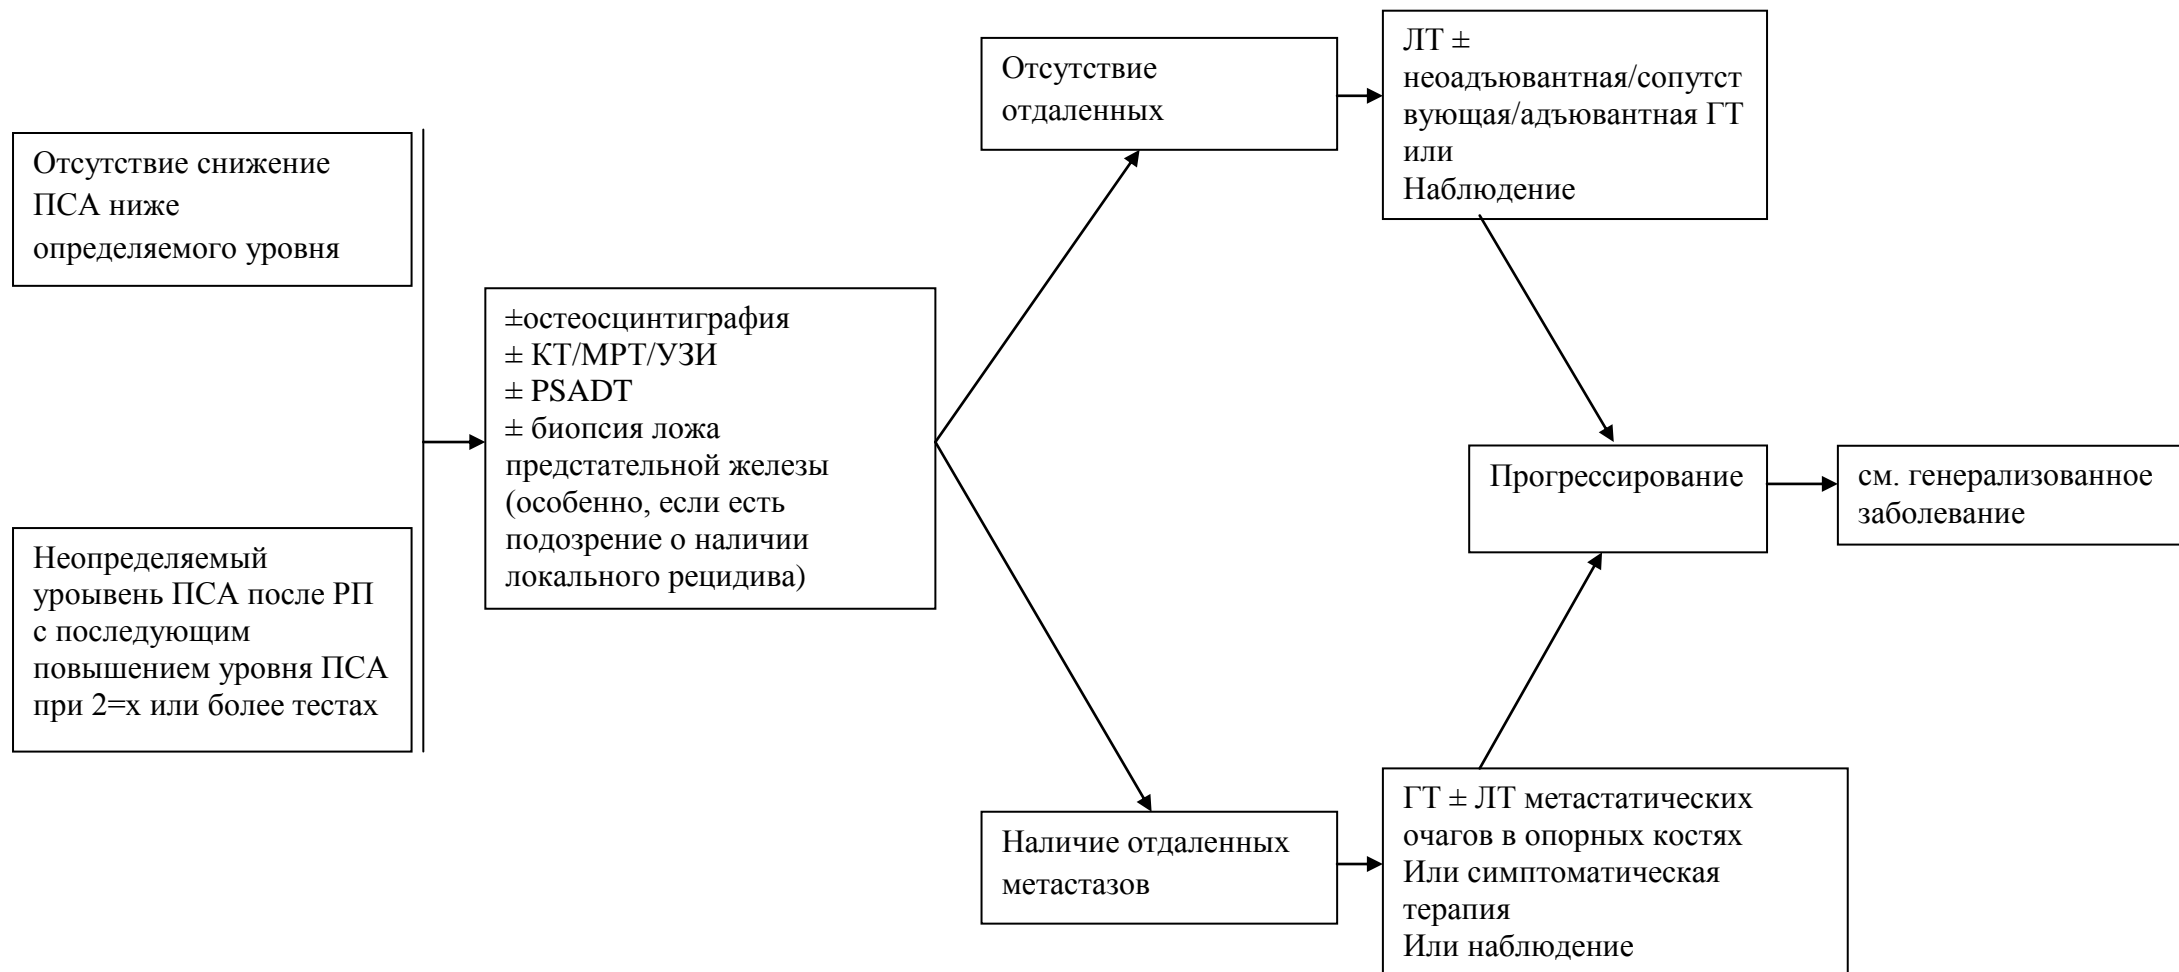 Отсутствие снижение
ПСА ниже
определяемого уровня
Неопределяемый
уроывень ПСА после РП
с последующим
повышением уровня ПСА
при 2=х или более тестах
±остеосцинтиграфия
± КТ/МРТ/УЗИ
± PSADT
± биопсия ложа
предстательной железы
(особенно, если есть
подозрение о наличии
локального рецидива)
Отсутствие
отдаленных
ЛТ ±
неоадъювантная/сопутст
вующая/адъювантная ГТ
или
Наблюдение
Наличие отдаленных
метастазов
ГТ ± ЛТ метастатических
очагов в опорных костях
Или симптоматическая
терапия
Или наблюдение
Прогрессирование
см. генерализованное
заболевание